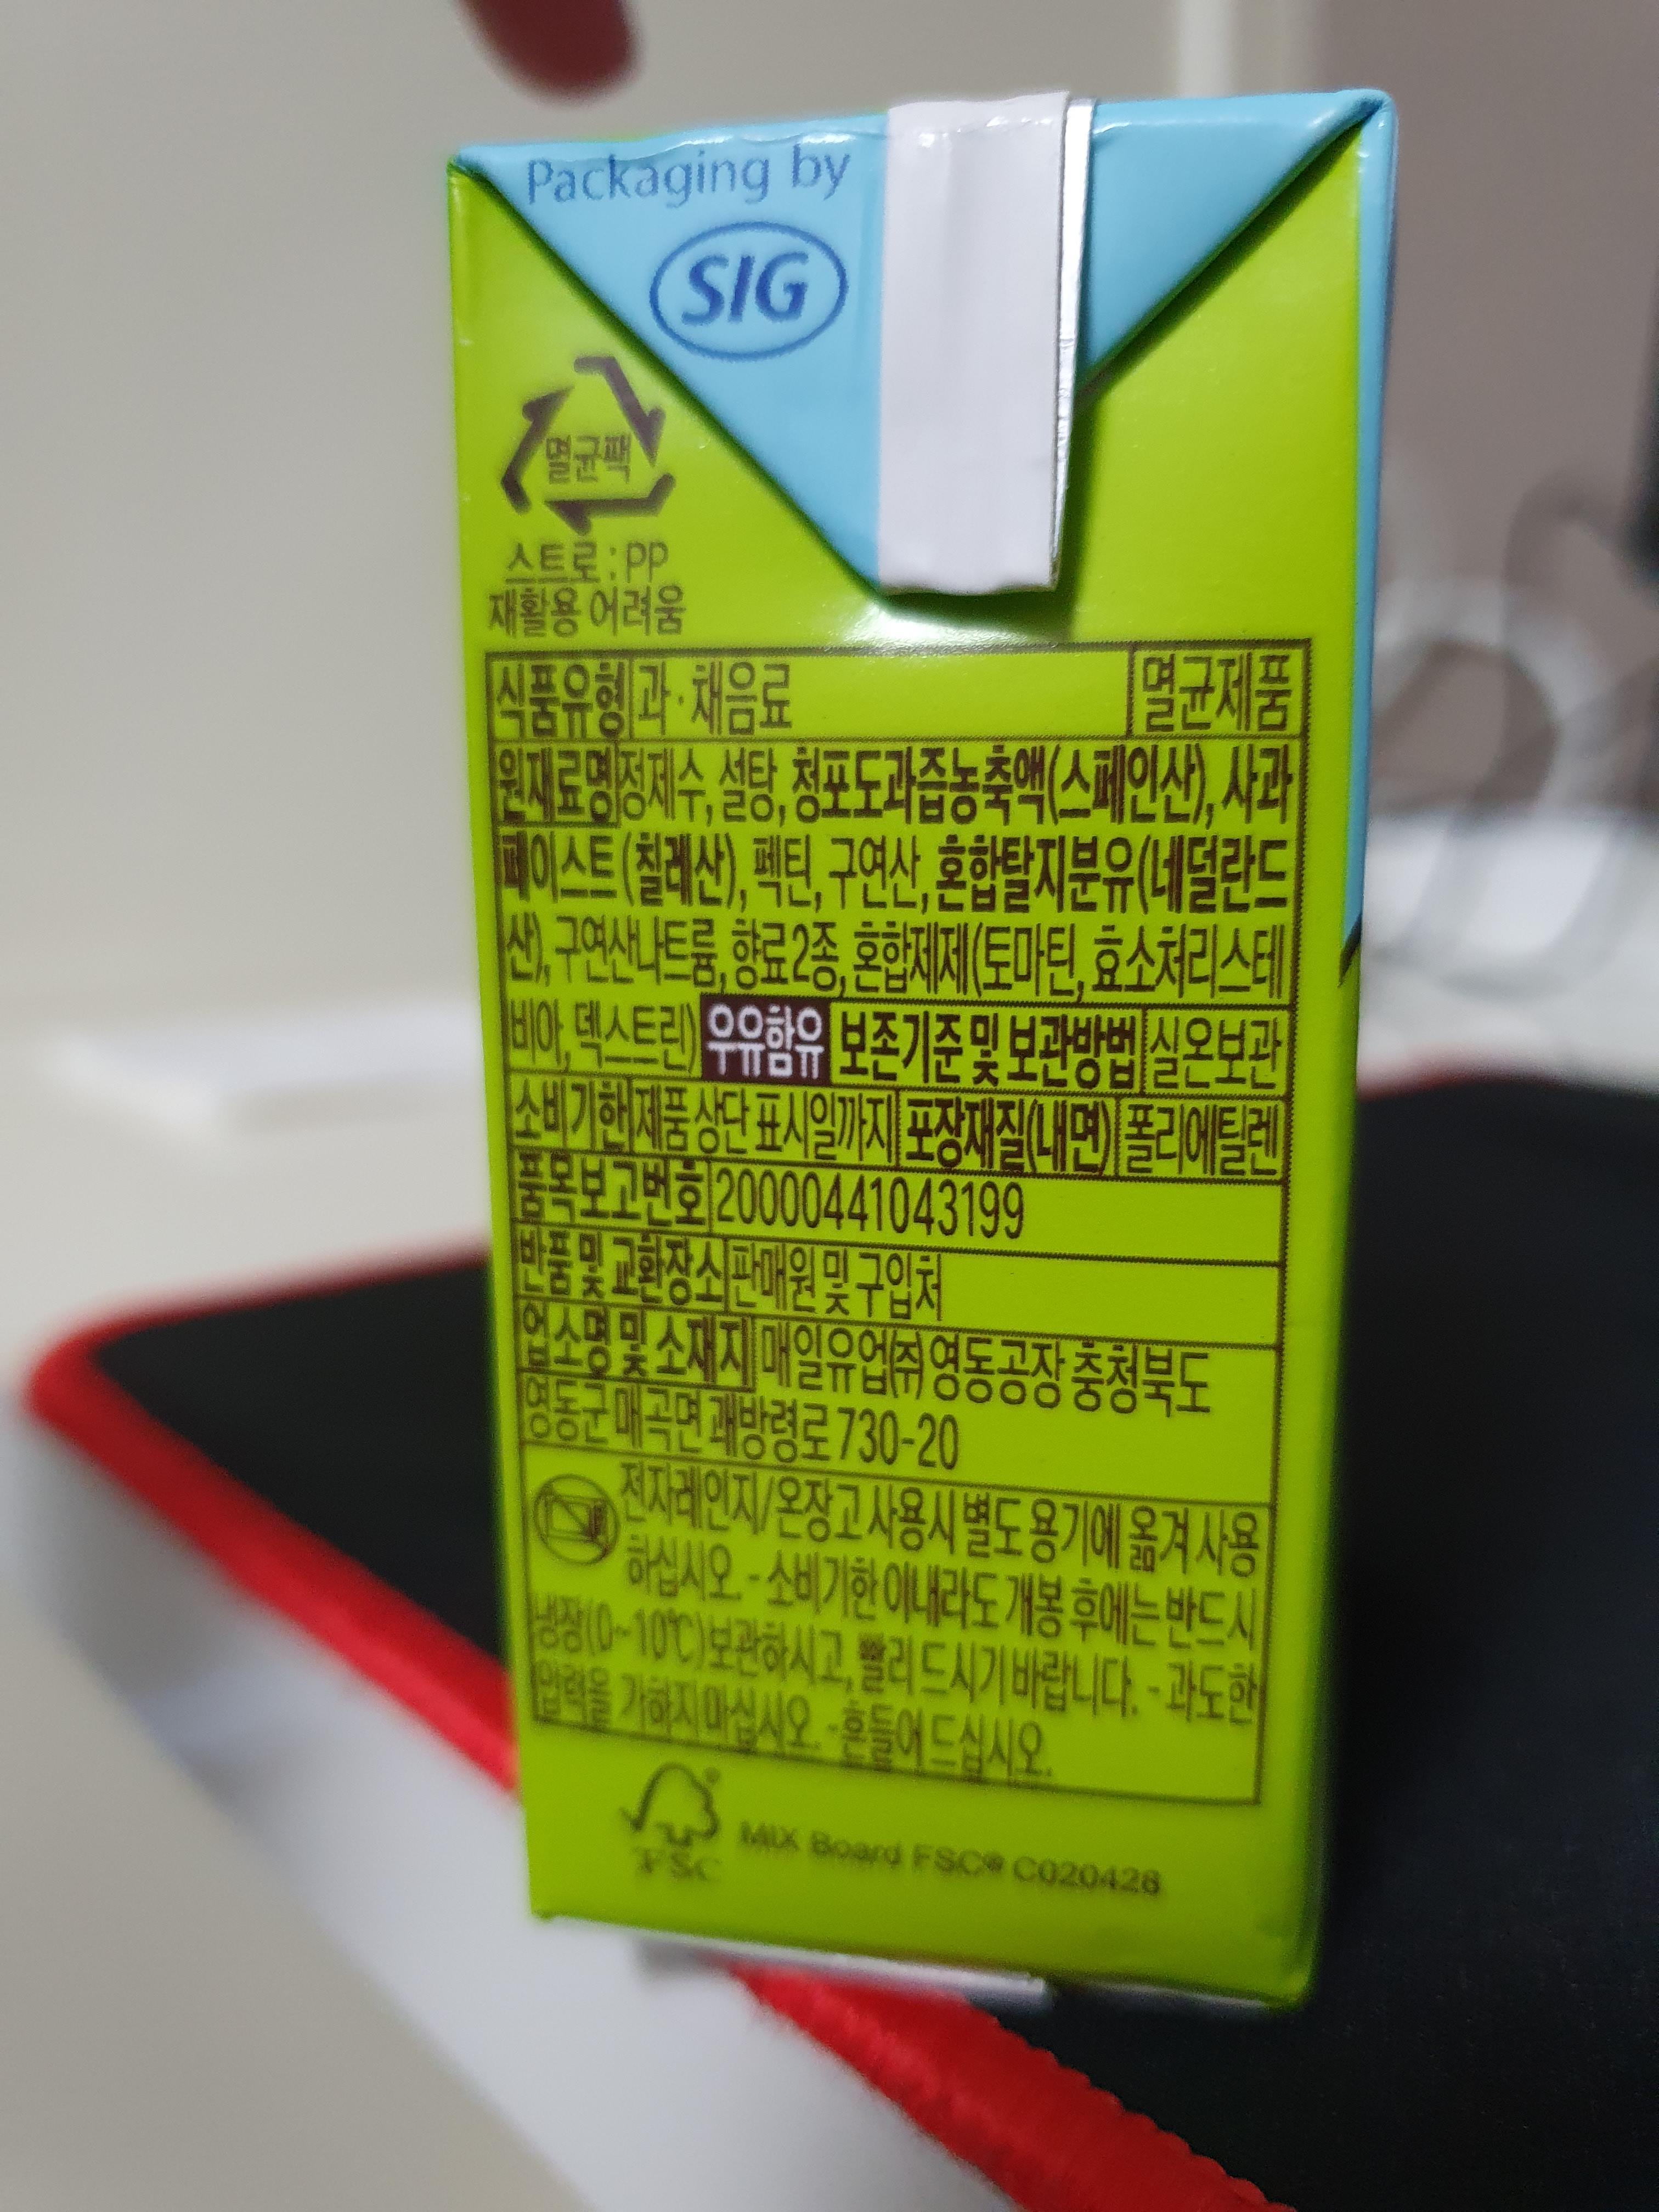 Packaging by
SIG
멸균팩
스트로 : PP
재활용 어려움
식품유형 과·채음료 멸균제품
원재료명 정제수, 설탕, 청포도과즙농축액(스페인산), 사과
페이스트(칠레산), 펙틴, 구연산, 혼합탈지분유(네덜란드
산), 구연산나트륨, 향료2종, 혼합제제(토마틴, 효소처리스테
비아, 덱스트린) 우유함유 보존기준 및 보관방법 실온보관
소비기한 제품 상단 표시일까지 포장재질(내면) 폴리에틸렌
품목보고번호 20000441043199
반품 및 교환장소 판매원 및 구입처
업소명 및 소재지 매일유업㈜ 영동공장 충청북도
영동군 매곡면 괘방령로 730-20
전자레인지/온장고 사용시 별도 용기에 옮겨 사용
하십시오. - 소비기한 이내라도 개봉 후에는 반드시
냉장(0~10℃)보관하시고, 빨리 드시기 바랍니다. - 과도한
압력을 가하지 마십시오. - 흔들어 드십시오.
FSC
MIX Board FSC® C020428